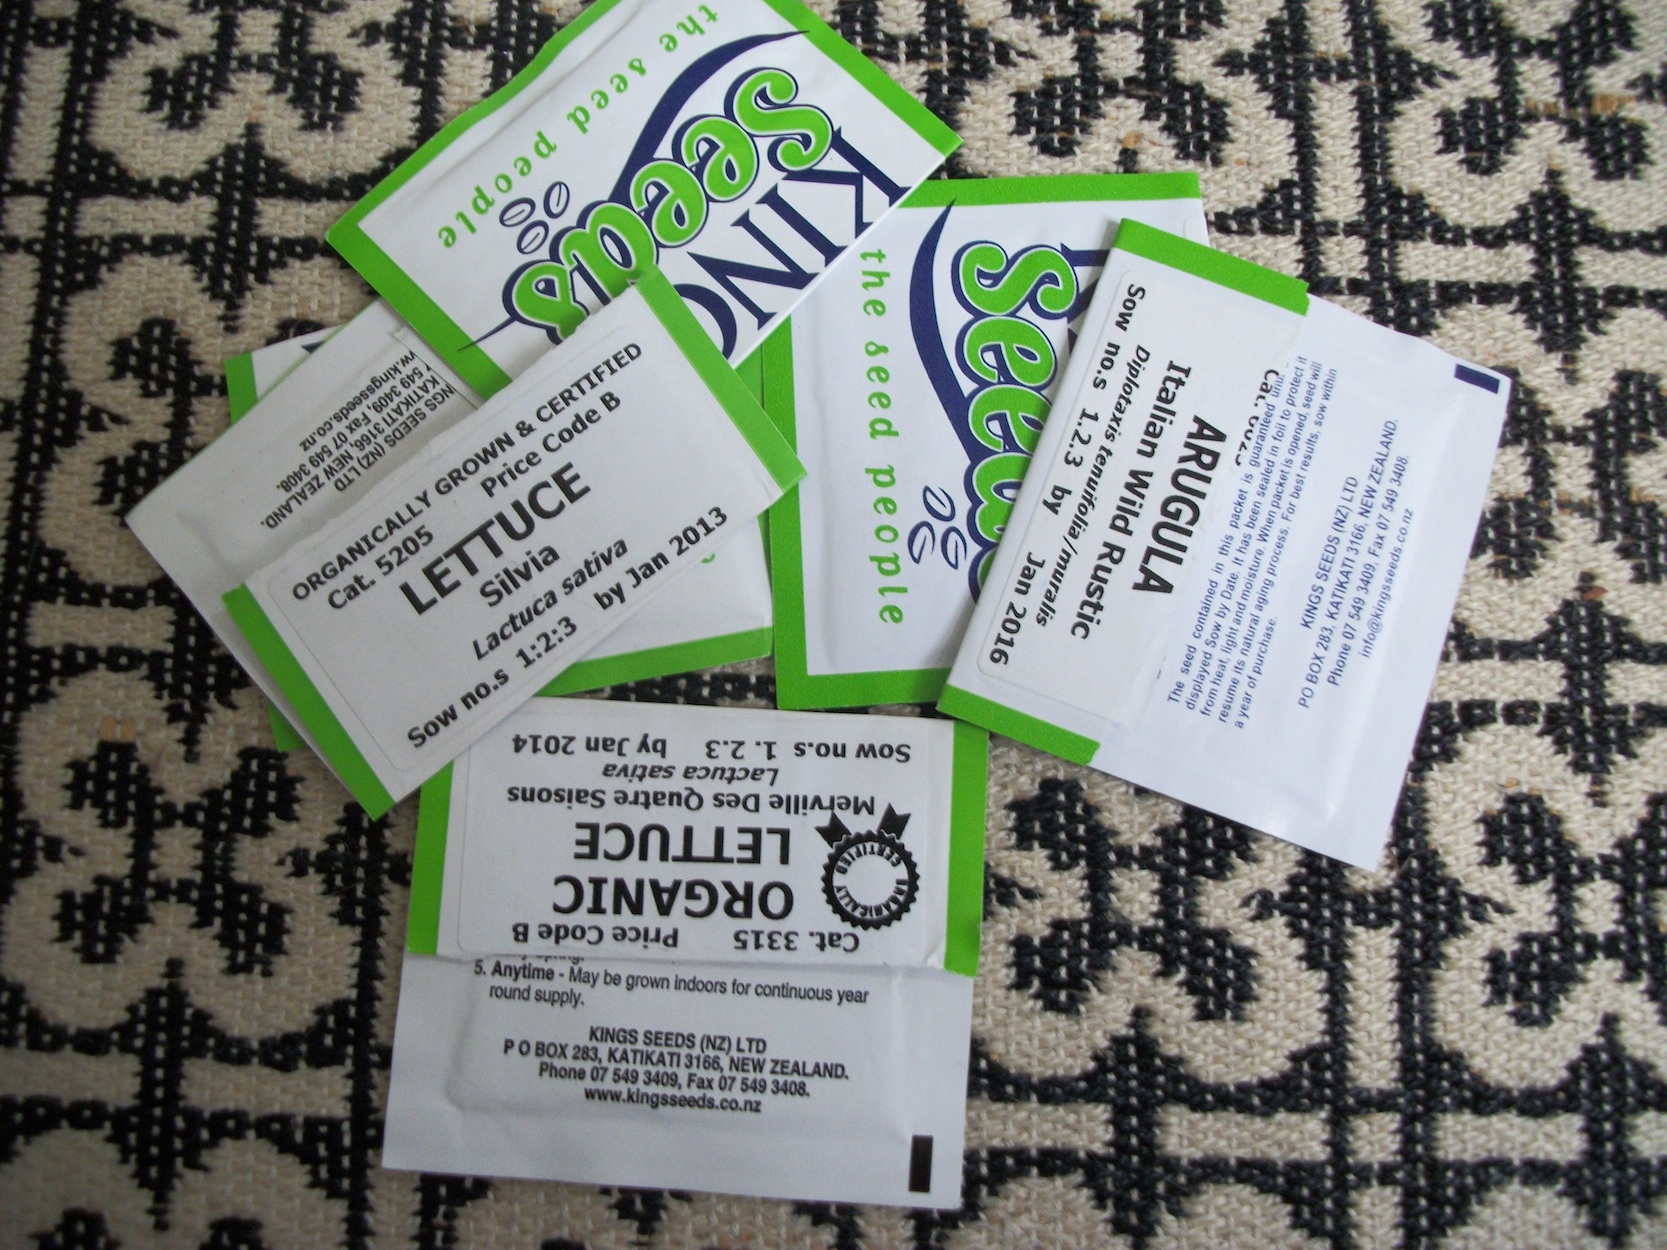 the seed people
KINGS
seeds
NGS SEEDS (NZ) LTD
KATIKATI 3166, NEW ZEALAND.
549 3409, Fax 07 549 3408.
w.kingsseeds.co.nz
ORGANICALLY GROWN & CERTIFIED
Cat. 5205 Price Code B
LETTUCE
Silvia
Lactuca sativa
Sow no.s 1:2:3 by Jan 2013
the seed people
seeds
Cat.
ARUGULA
Italian Wild Rustic
Diplotaxis tenuifolia/muralis
Sow no.s 1.2.3 by Jan 2016
The seed contained in this packet is guaranteed
displayed Sow by Date. It has been sealed in foil to protect it
from heat, light and moisture. When packet is opened, seed will
resume its natural aging process. For best results, sow within
a year of purchase.
KINGS SEEDS (NZ) LTD
PO BOX 283, KATIKATI 3166, NEW ZEALAND.
Phone 07 549 3409, Fax 07 549 3408.
info@kingsseeds.co.nz
Cat. 3315 Price Code B
ORGANIC
LETTUCE
Merville Des Quatre Saisons
Lactuca sativa
Sow no.s 1. 2.3 by Jan 2014
CERTIFIED ORGANICALLY
5. Anytime - May be grown indoors for continuous year
round supply.
KINGS SEEDS (NZ) LTD
P O BOX 283, KATIKATI 3166, NEW ZEALAND.
Phone 07 549 3409, Fax 07 549 3408.
www.kingsseeds.co.nz